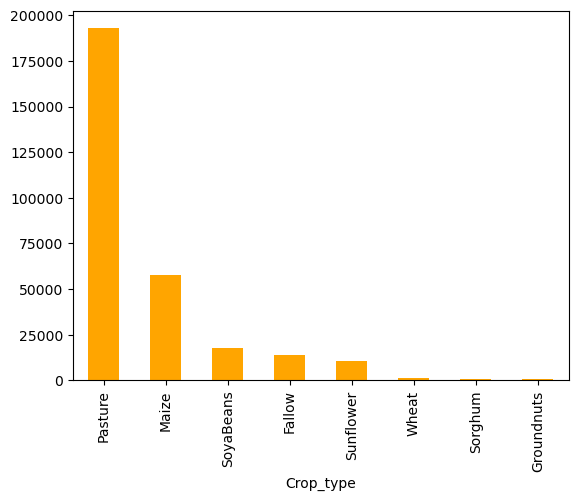 200000
175000
150000
125000
100000
75000
50000
25000
0
Pasture
Maize
SoyaBeans
Fallow
Sunflower
Wheat
Sorghum
Groundnuts
Crop_type